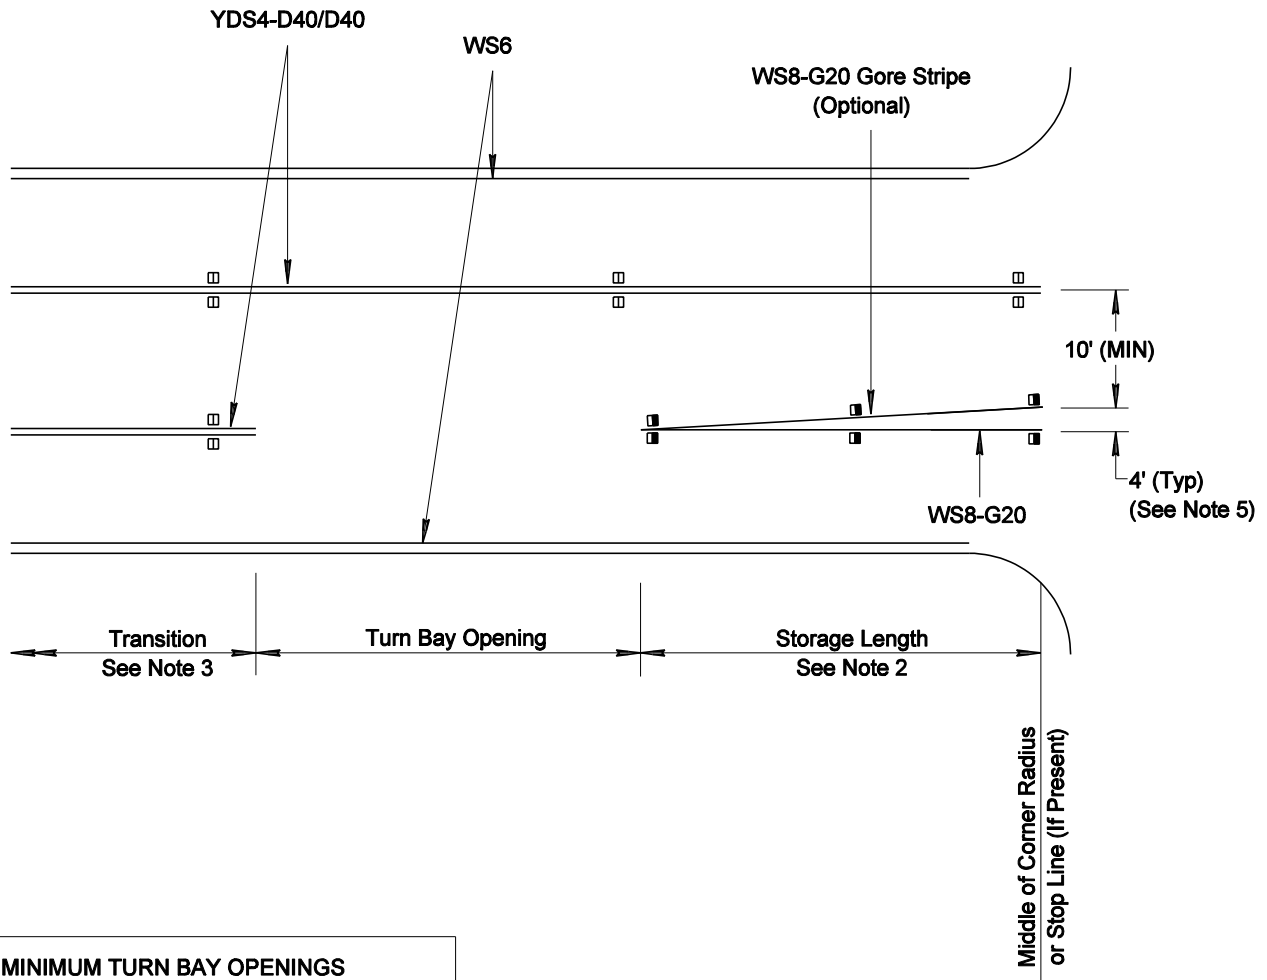 YDS4-D40/D40
WS6
WS8-G20 Gore Stripe
(Optional)
10' (MIN)
4' (Typ)
(See Note 5)
WS8-G20
Transition
See Note 3
Turn Bay Opening
Storage Length
See Note 2
Middle of Corner Radius
or Stop Line (If Present)
MINIMUM TURN BAY OPENINGS